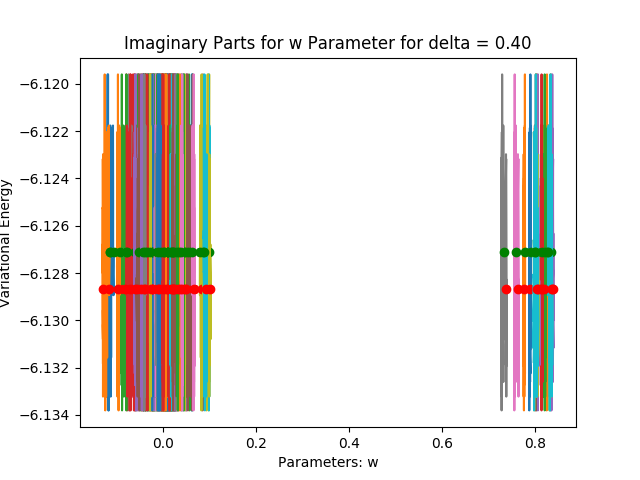 Imaginary Parts for w Parameter for delta = 0.40
Variational Energy
−6.120
−6.122
−6.124
−6.126
−6.128
−6.130
−6.132
−6.134
0.0 0.2 0.4 0.6 0.8
Parameters: w